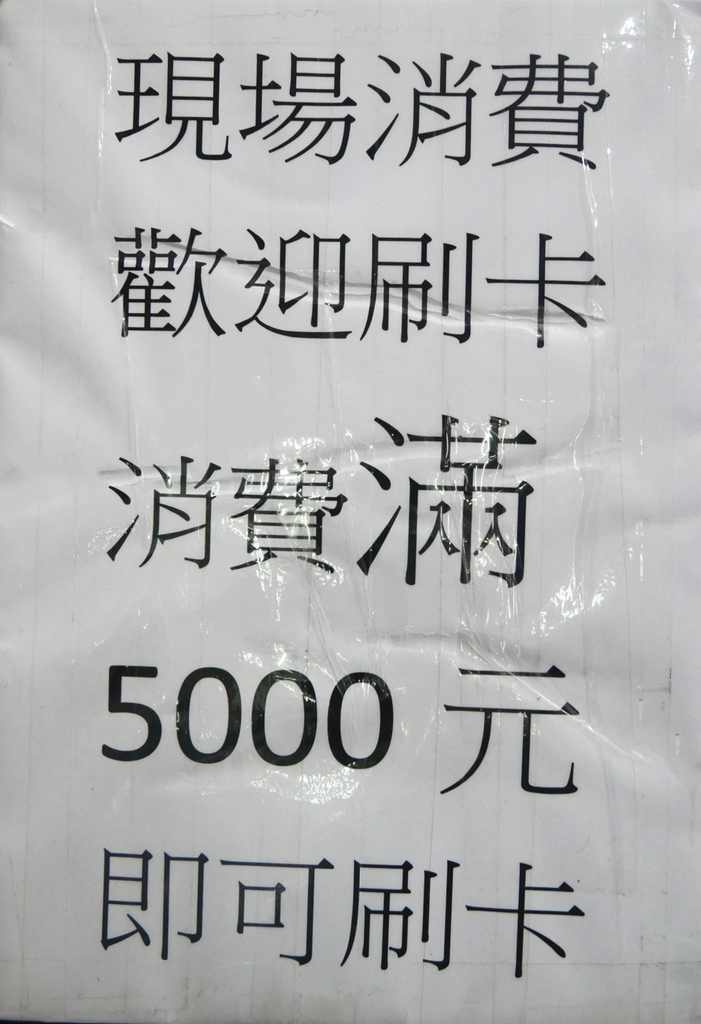 現場消費
歡迎刷卡
消費滿
5000 元
即可刷卡